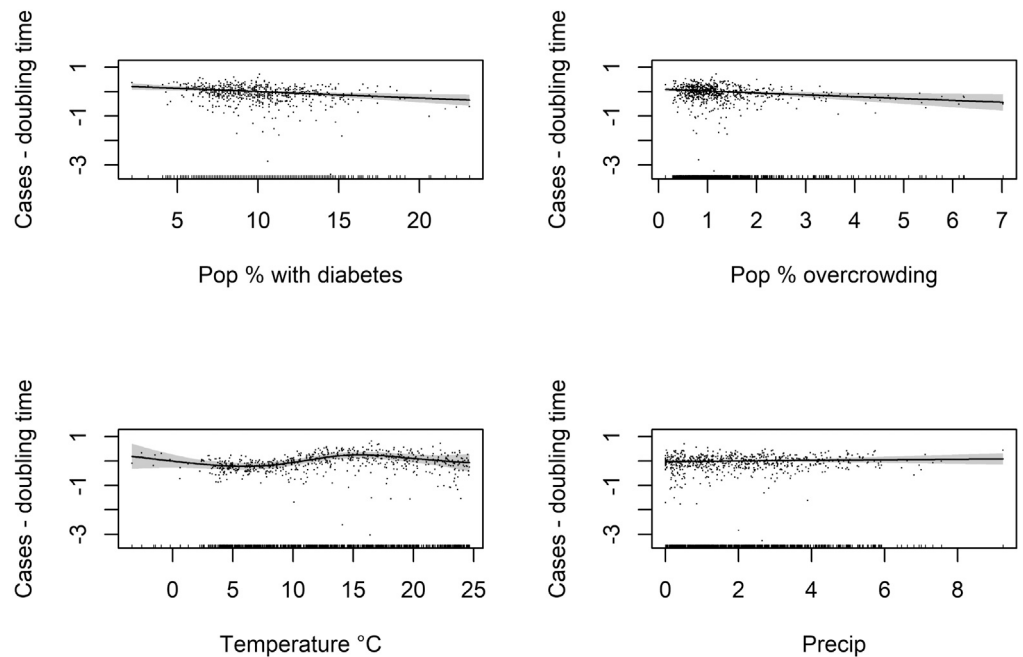 Cases - doubling time
1
-1
-3
5 10 15 20
Pop % with diabetes
Cases - doubling time
1
-1
-3
0 1 2 3 4 5 6 7
Pop % overcrowding
Cases - doubling time
1
-1
-3
0 5 10 15 20 25
Temperature °C
Cases - doubling time
1
-1
-3
0 2 4 6 8
Precip